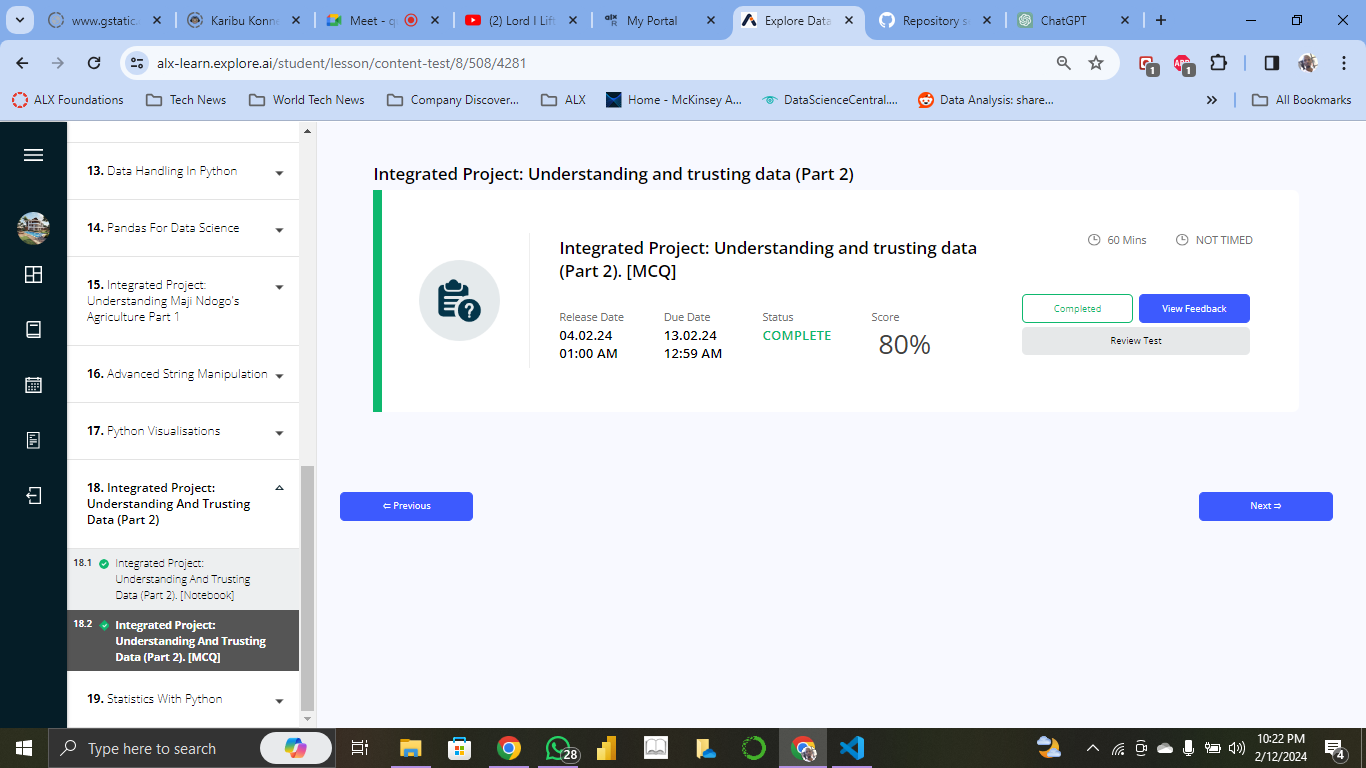 www.gstatic.
Karibu Konne
Meet - q
(2) Lord I Lift
My Portal
Explore Data
Repository s
ChatGPT
alx-learn.explore.ai/student/lesson/content-test/8/508/4281
1
1
ALX Foundations
Tech News
World Tech News
Company Discover...
ALX
Home - McKinsey A...
DataScienceCentral....
Data Analysis: share...
All Bookmarks
13. Data Handling In Python
14. Pandas For Data Science
15. Integrated Project:
Understanding Maji Ndogo's
Agriculture Part 1
16. Advanced String Manipulation
17. Python Visualisations
18. Integrated Project:
Understanding And Trusting
Data (Part 2)
18.1 Integrated Project:
Understanding And Trusting
Data (Part 2). [Notebook]
18.2 Integrated Project:
Understanding And Trusting
Data (Part 2). [MCQ]
19. Statistics With Python
Integrated Project: Understanding and trusting data (Part 2)
Integrated Project: Understanding and trusting data
(Part 2). [MCQ]
60 Mins
NOT TIMED
Release Date
04.02.24
01:00 AM
Due Date
13.02.24
12:59 AM
Status
COMPLETE
Score
80%
Completed
View Feedback
Review Test
⇦ Previous
Next ⇨
Type here to search
28
10:22 PM
2/12/2024
4